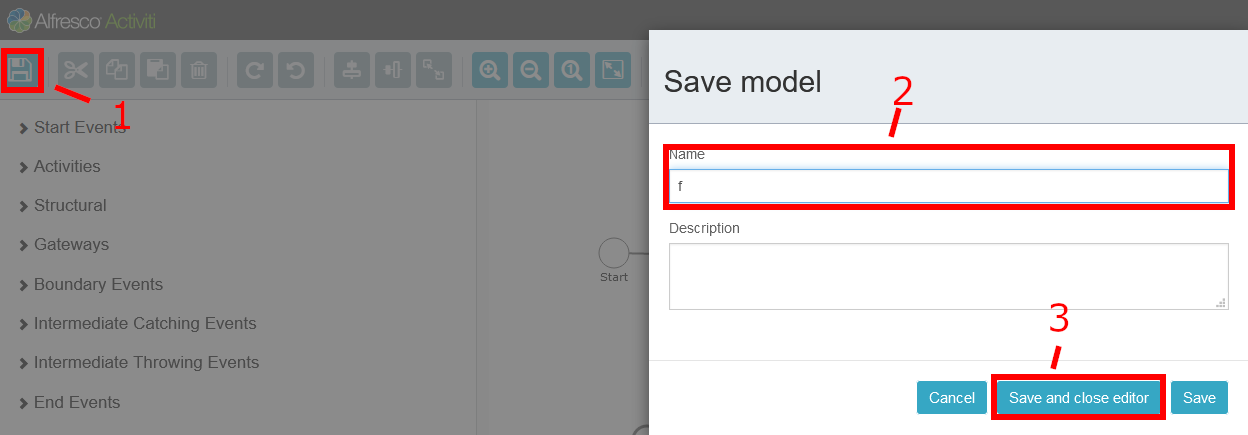 Alfresco Activiti
1
Start Events
Activities
Structural
Gateways
Boundary Events
Intermediate Catching Events
Intermediate Throwing Events
End Events
Start
Save model
2
Name
f
Description
3
Cancel
Save and close editor
Save